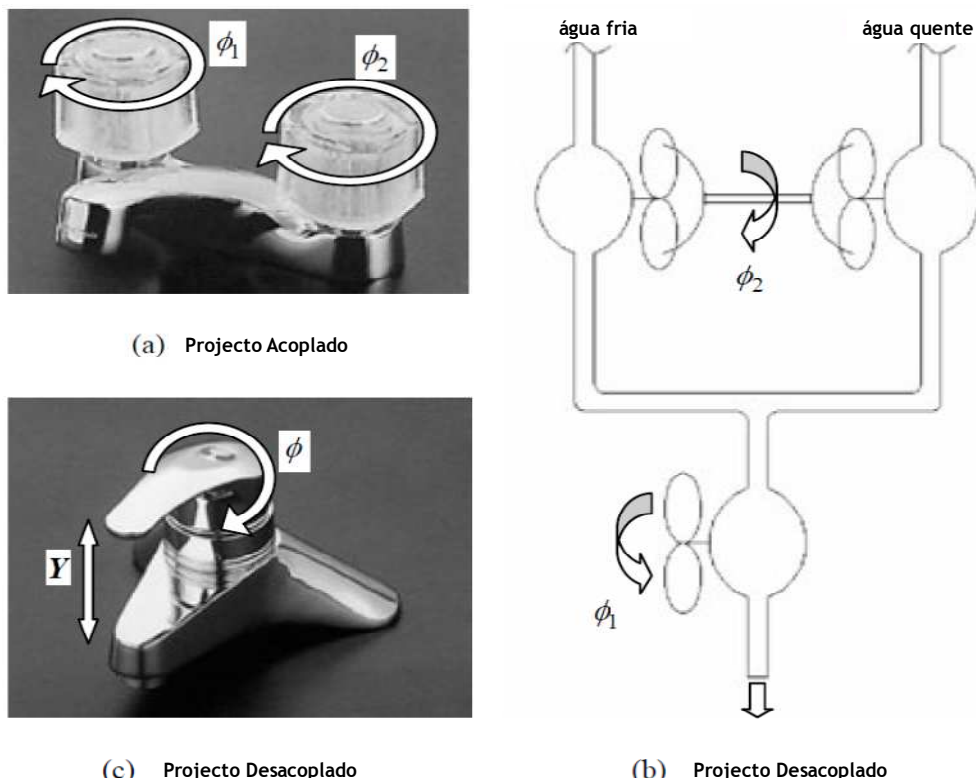 ϕ₁
ϕ₂
(a) Projecto Acoplado
ϕ
Y
(c) Projecto Desacoplado
água fria
água quente
ϕ₂
ϕ₁
(b) Projecto Desacoplado